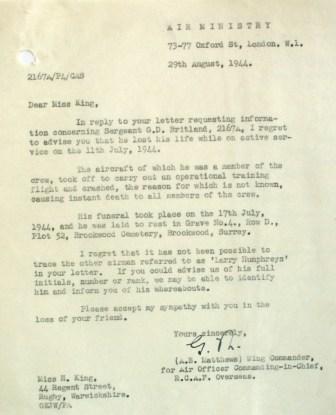 AIR MINISTRY
73-77 Oxford St, London. W.1.
29th August, 1944.
2167A/P4/CAS
Dear Miss King,
In reply to your letter requesting informa-
tion concerning Sergeant G.D. Britland, 2167A, I regret
to advise you that he lost his life while on active ser-
vice on the 11th July, 1944.
The aircraft of which he was a member of the
crew, took off to carry out an operational training
flight and crashed, the reason for which is not known,
causing instant death to all members of the crew.
His funeral took place on the 17th July,
1944, and he was laid to rest in Grave No.4., Row D.,
Plot 52, Brookwood Cemetery, Brookwood, Surrey.
I regret that it has not been possible to
trace the other airman referred to as 'Larry Humphreys'
in your letter. If you could advise us of his full
initials, number or rank, we may be able to identify
him and inform you of his whereabouts.
Please accept my sympathy with you in the
loss of your friend.
Yours sincerely,
(A.B. Matthews) Wing Commander,
for Air Officer Commanding-in-Chief,
R.C.A.F. Overseas.
Miss H. King,
44 Regent Street,
Rugby, Warwickshire.
GEJW/PA